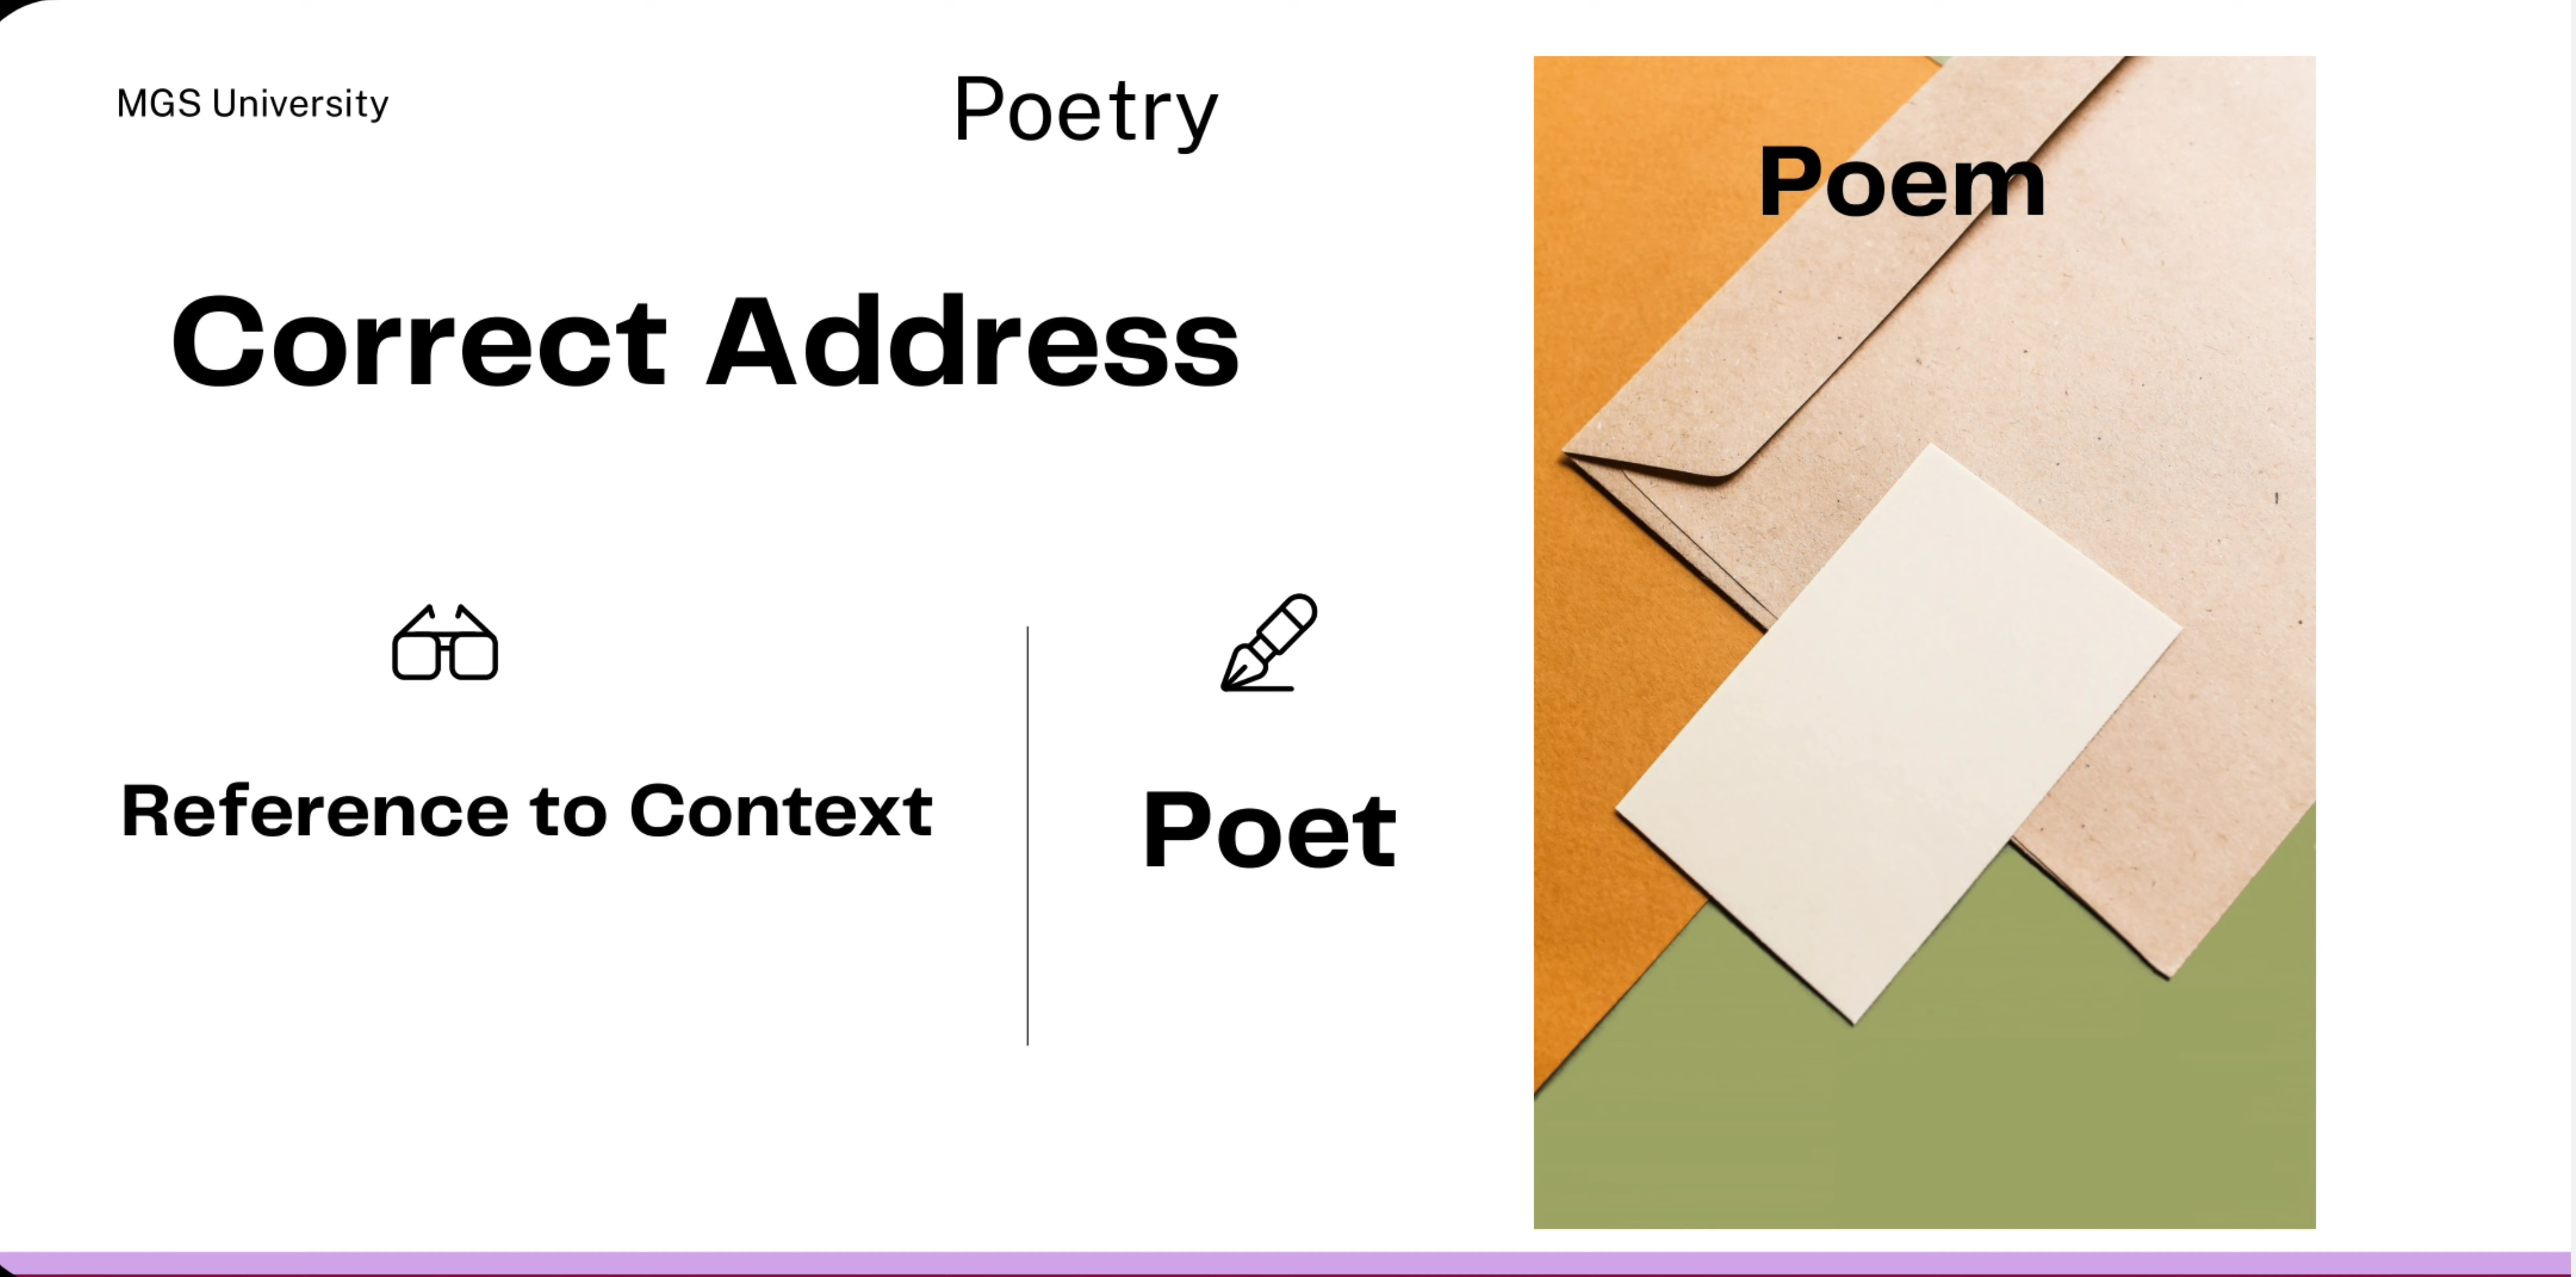 MGS University
Poetry
Poem
Correct Address
Reference to Context
Poet